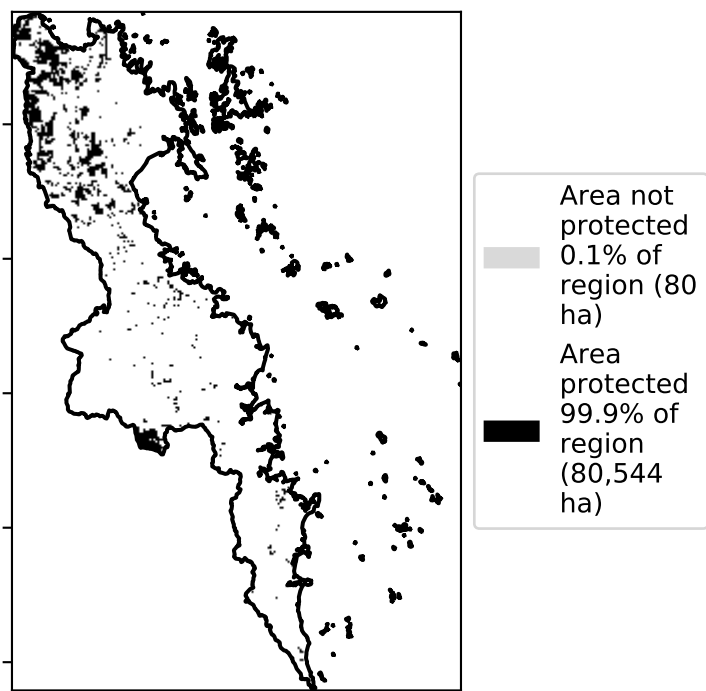 Area not
protected
0.1% of
region (80
ha)
Area
protected
99.9% of
region
(80,544
ha)